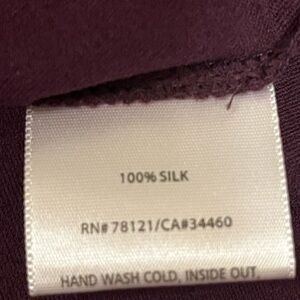 100% SILK
RN# 78121/CA#34460
HAND WASH COLD, INSIDE OUT,